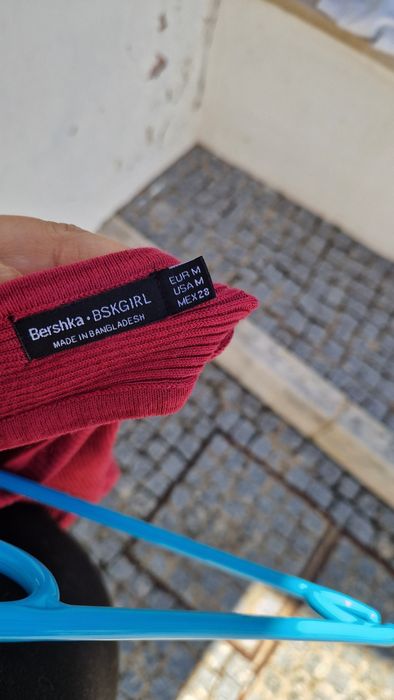 Bershka • BSKGIRL
MADE IN BANGLADESH
EUR M
USA M
MEX 28